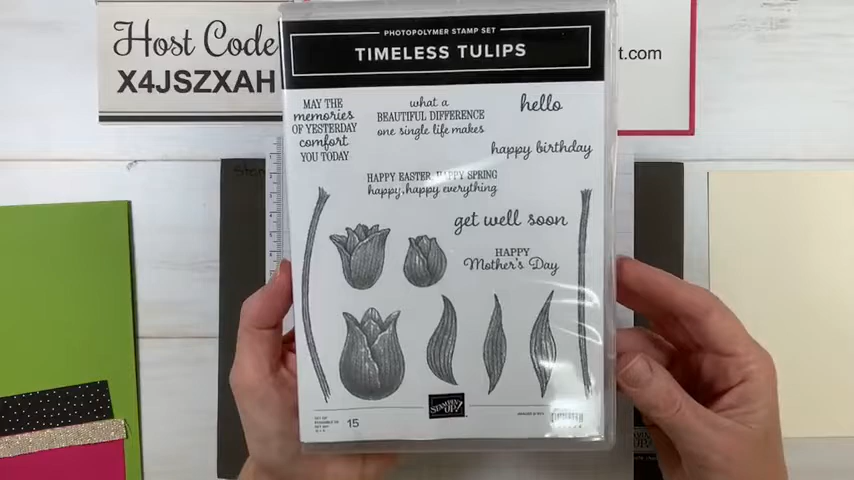 Host Code
X4JSZXAH
t.com
PHOTOPOLYMER STAMP SET
TIMELESS TULIPS
MAY THE
memories
OF YESTERDAY
comfort
YOU TODAY
what a
BEAUTIFUL DIFFERENCE
one single life makes
hello
happy birthday
HAPPY EASTER, HAPPY SPRING
happy, happy everything
get well soon
HAPPY
Mother's Day
15
STAMPIN' UP!